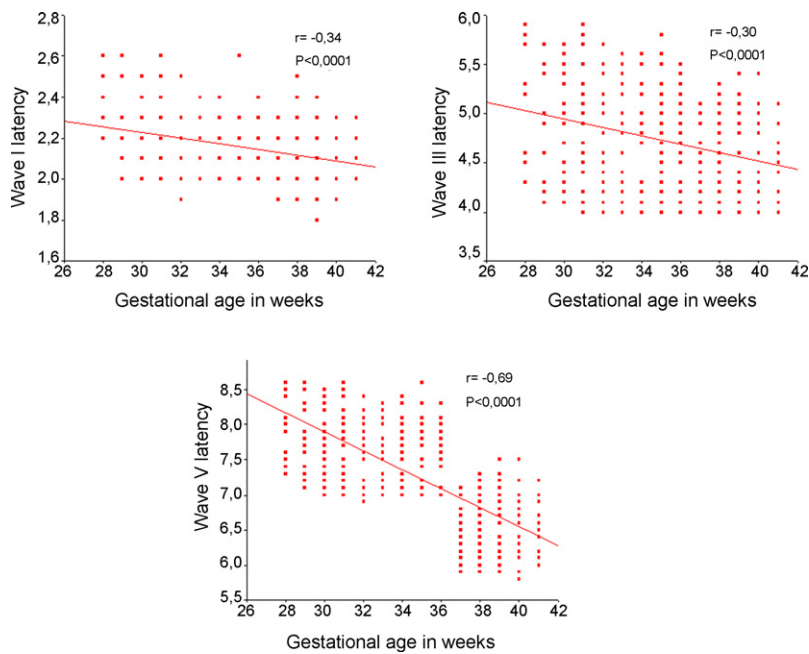 2,8
2,6
2,4
2,2
2,0
1,8
1,6
Wave I latency
r= -0,34
P<0,0001
26 28 30 32 34 36 38 40 42
Gestational age in weeks
6,0
5,5
5,0
4,5
4,0
3,5
Wave III latency
r= -0,30
P<0,0001
26 28 30 32 34 36 38 40 42
Gestational age in weeks
8,5
8,0
7,5
7,0
6,5
6,0
5,5
Wave V latency
r= -0,69
P<0,0001
26 28 30 32 34 36 38 40 42
Gestational age in weeks